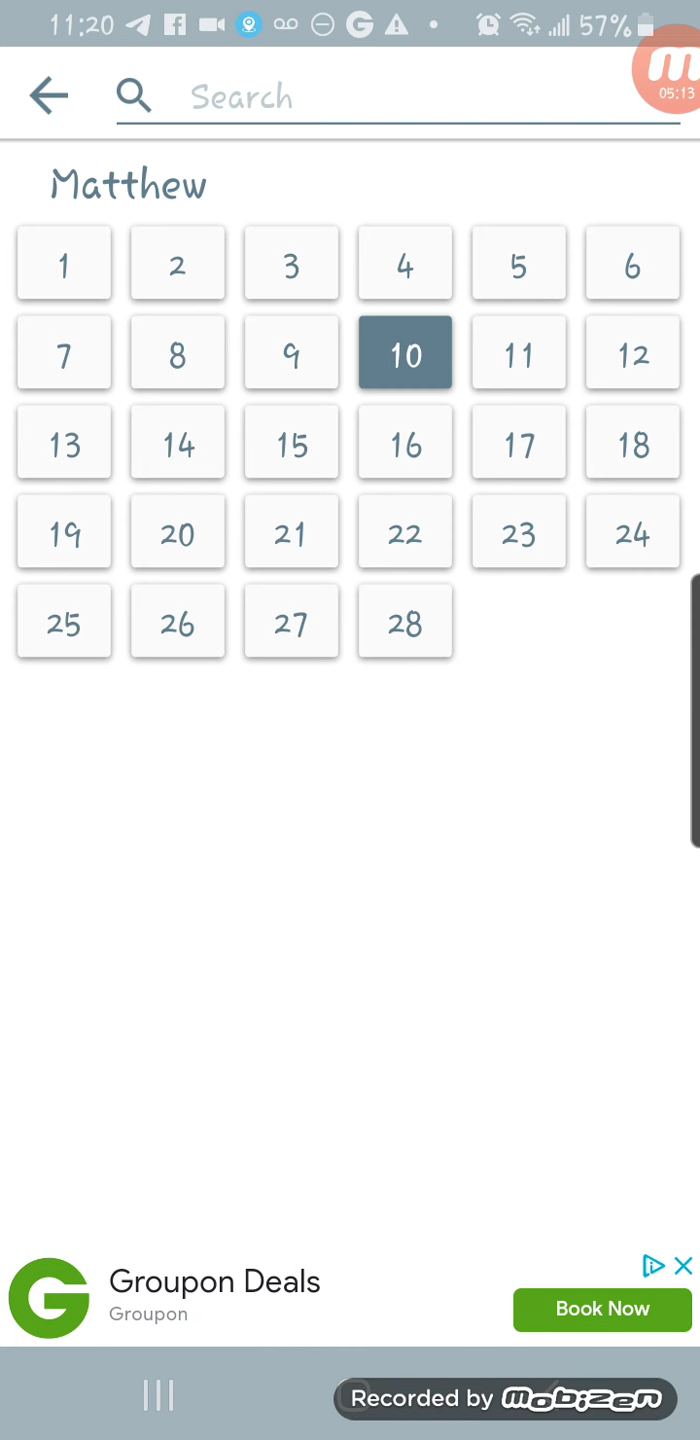 11:20 57%
Search
05:13
Matthew
1 2 3 4 5 6
7 8 9 10 11 12
13 14 15 16 17 18
19 20 21 22 23 24
25 26 27 28
Groupon Deals
Groupon
Book Now
Recorded by mobizen